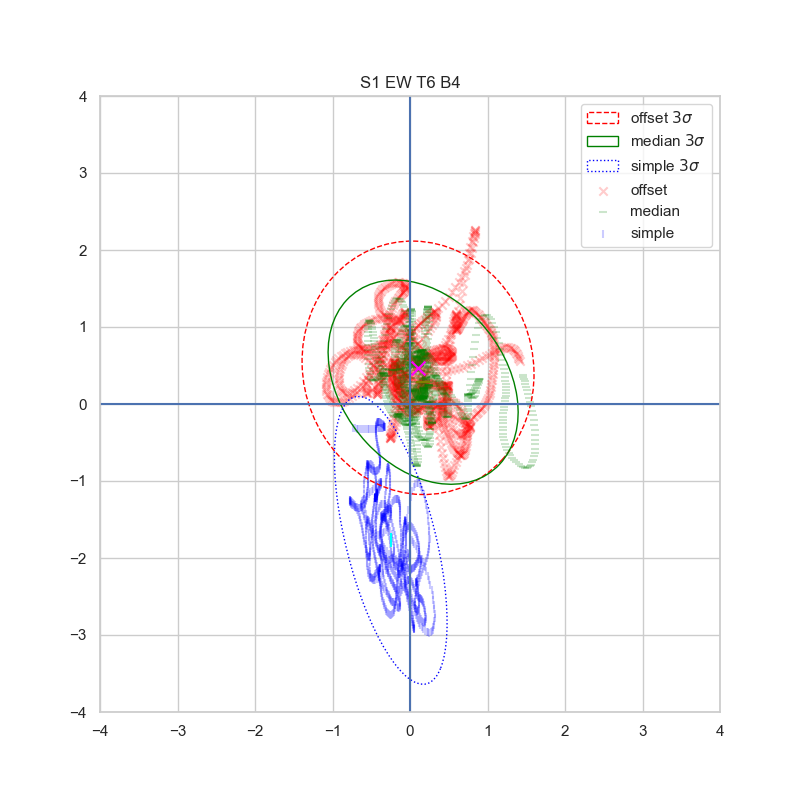 S1 EW T6 B4
4
3
2
1
0
−1
−2
−3
−4
−4 −3 −2 −1 0 1 2 3 4
offset 3σ
median 3σ
simple 3σ
offset
median
simple